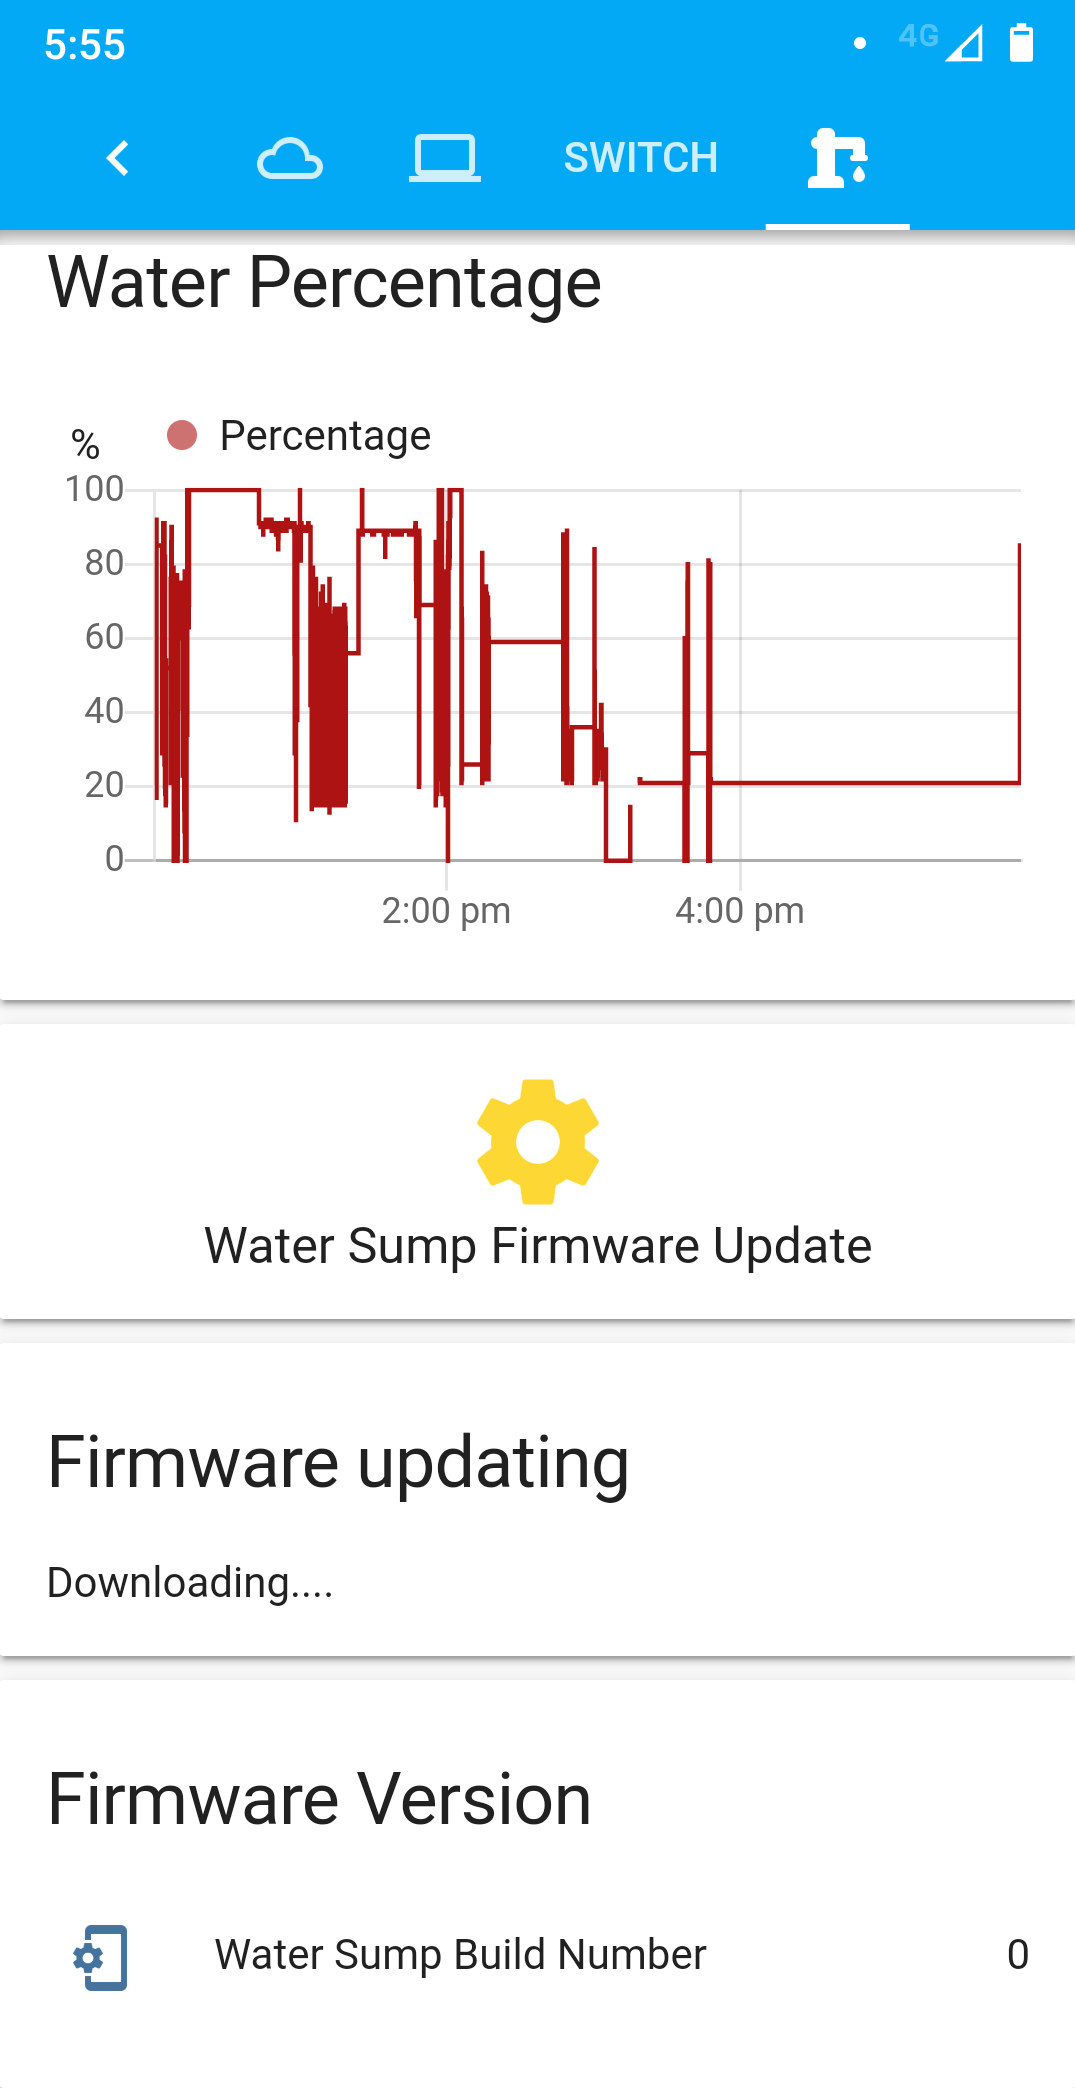 5:55
4G
SWITCH
Water Percentage
%
Percentage
100
80
60
40
20
0
2:00 pm
4:00 pm
Water Sump Firmware Update
Firmware updating
Downloading....
Firmware Version
Water Sump Build Number 0